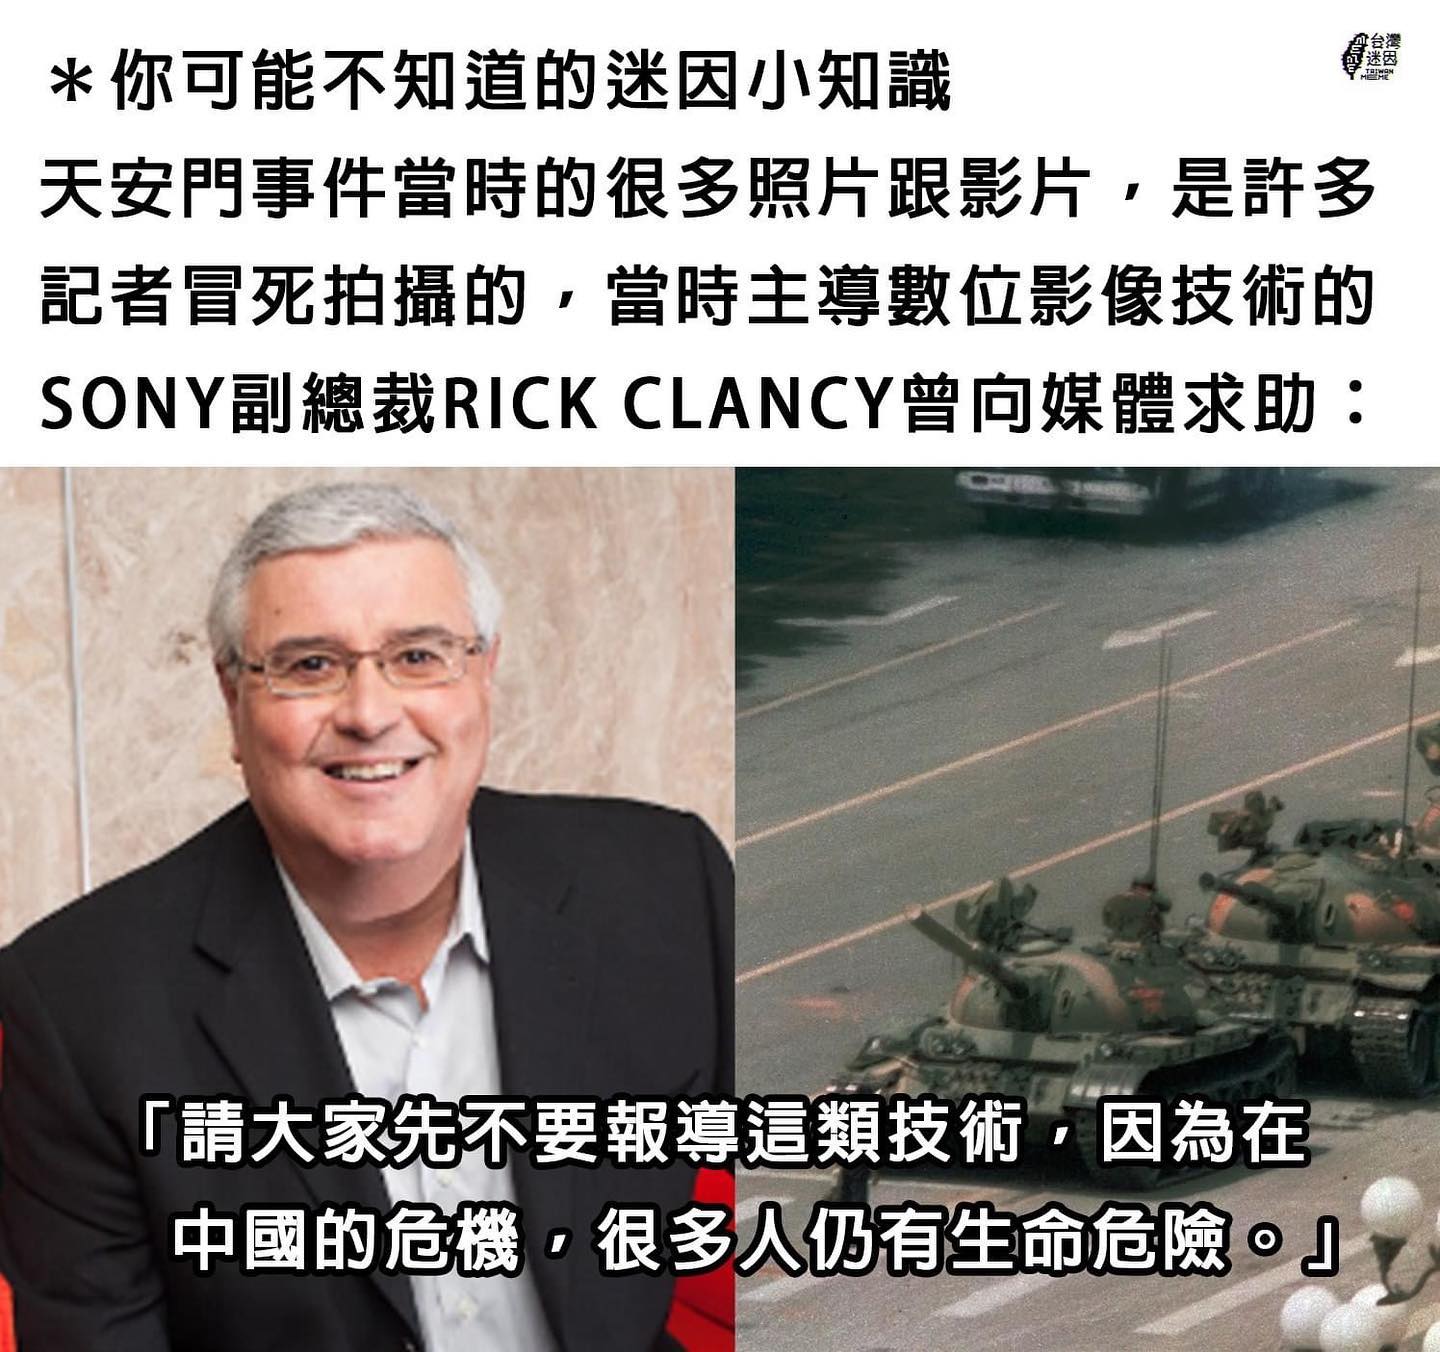 ＊你可能不知道的迷因小知識
台灣
迷因
TAIWAN
MEME
天安門事件當時的很多照片跟影片，是許多
記者冒死拍攝的，當時主導數位影像技術的
SONY副總裁RICK CLANCY曾向媒體求助：
「請大家先不要報導這類技術，因為在
中國的危機，很多人仍有生命危險。」